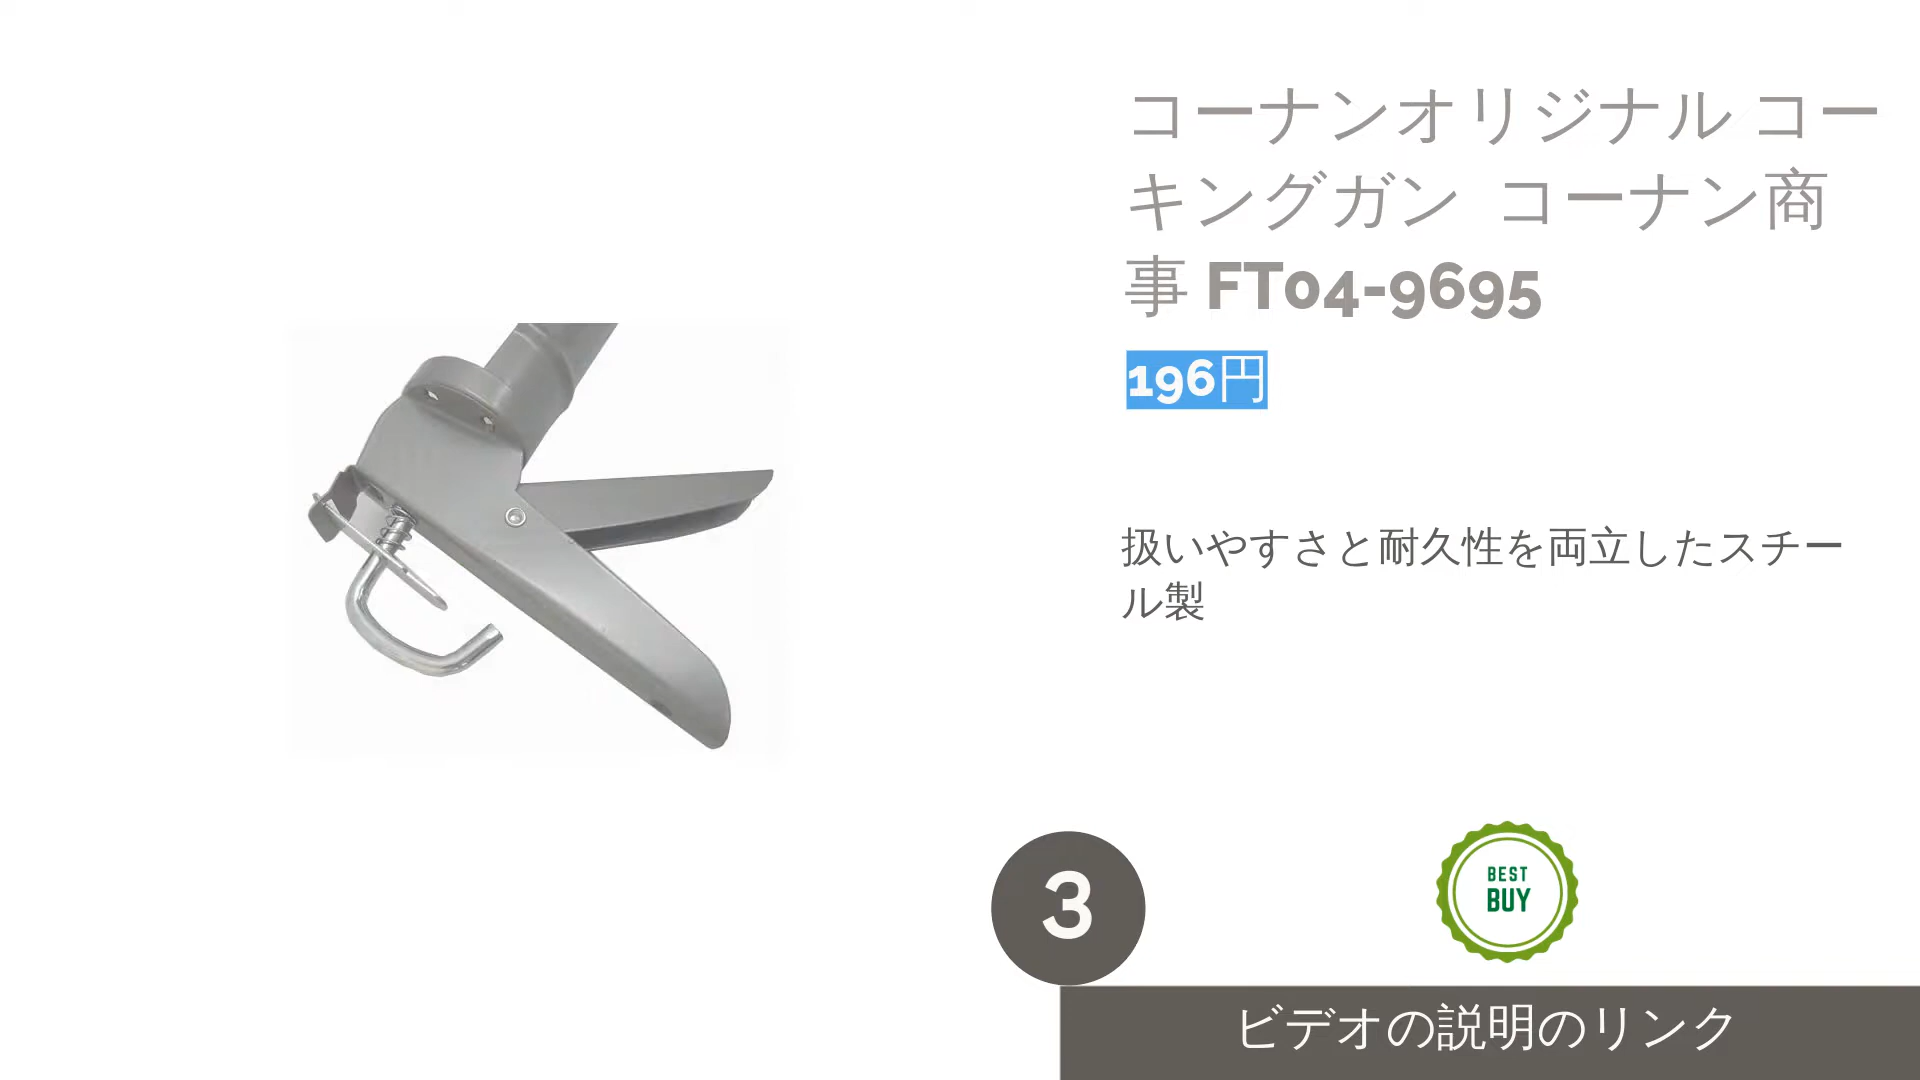 コーナンオリジナル コー
キングガン コーナン商
事 FT04-9695
196円
扱いやすさと耐久性を両立したスチー
ル製
3
BEST
BUY
ビデオの説明のリンク